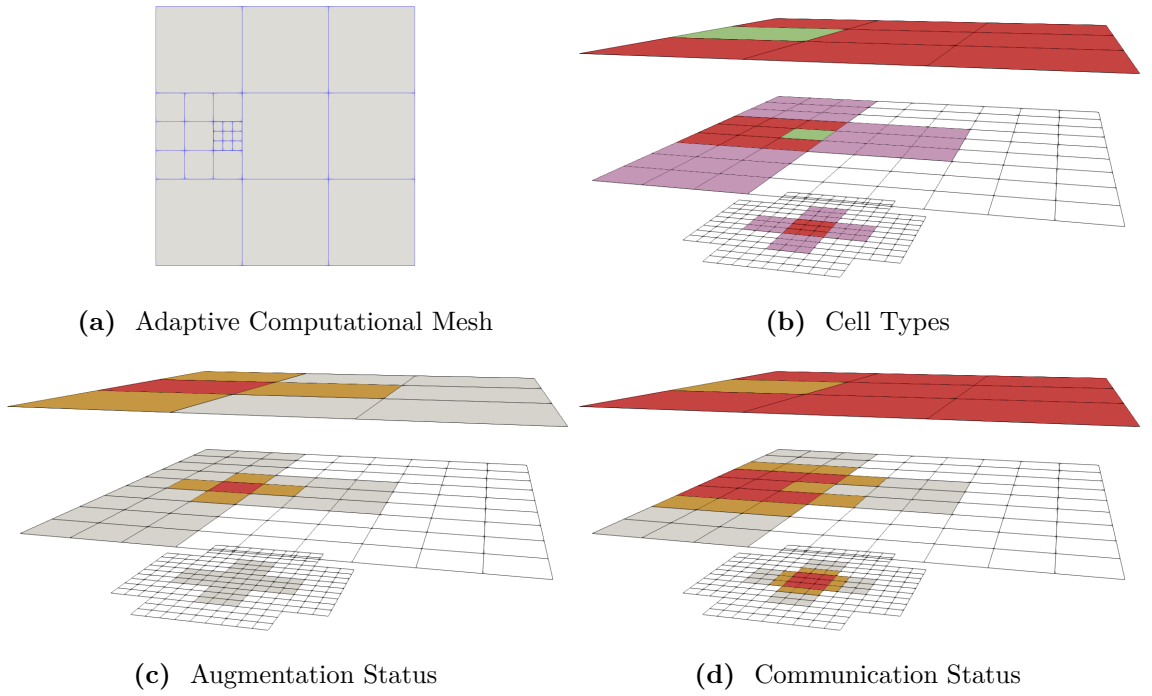 (a) Adaptive Computational Mesh
(b) Cell Types
(c) Augmentation Status
(d) Communication Status